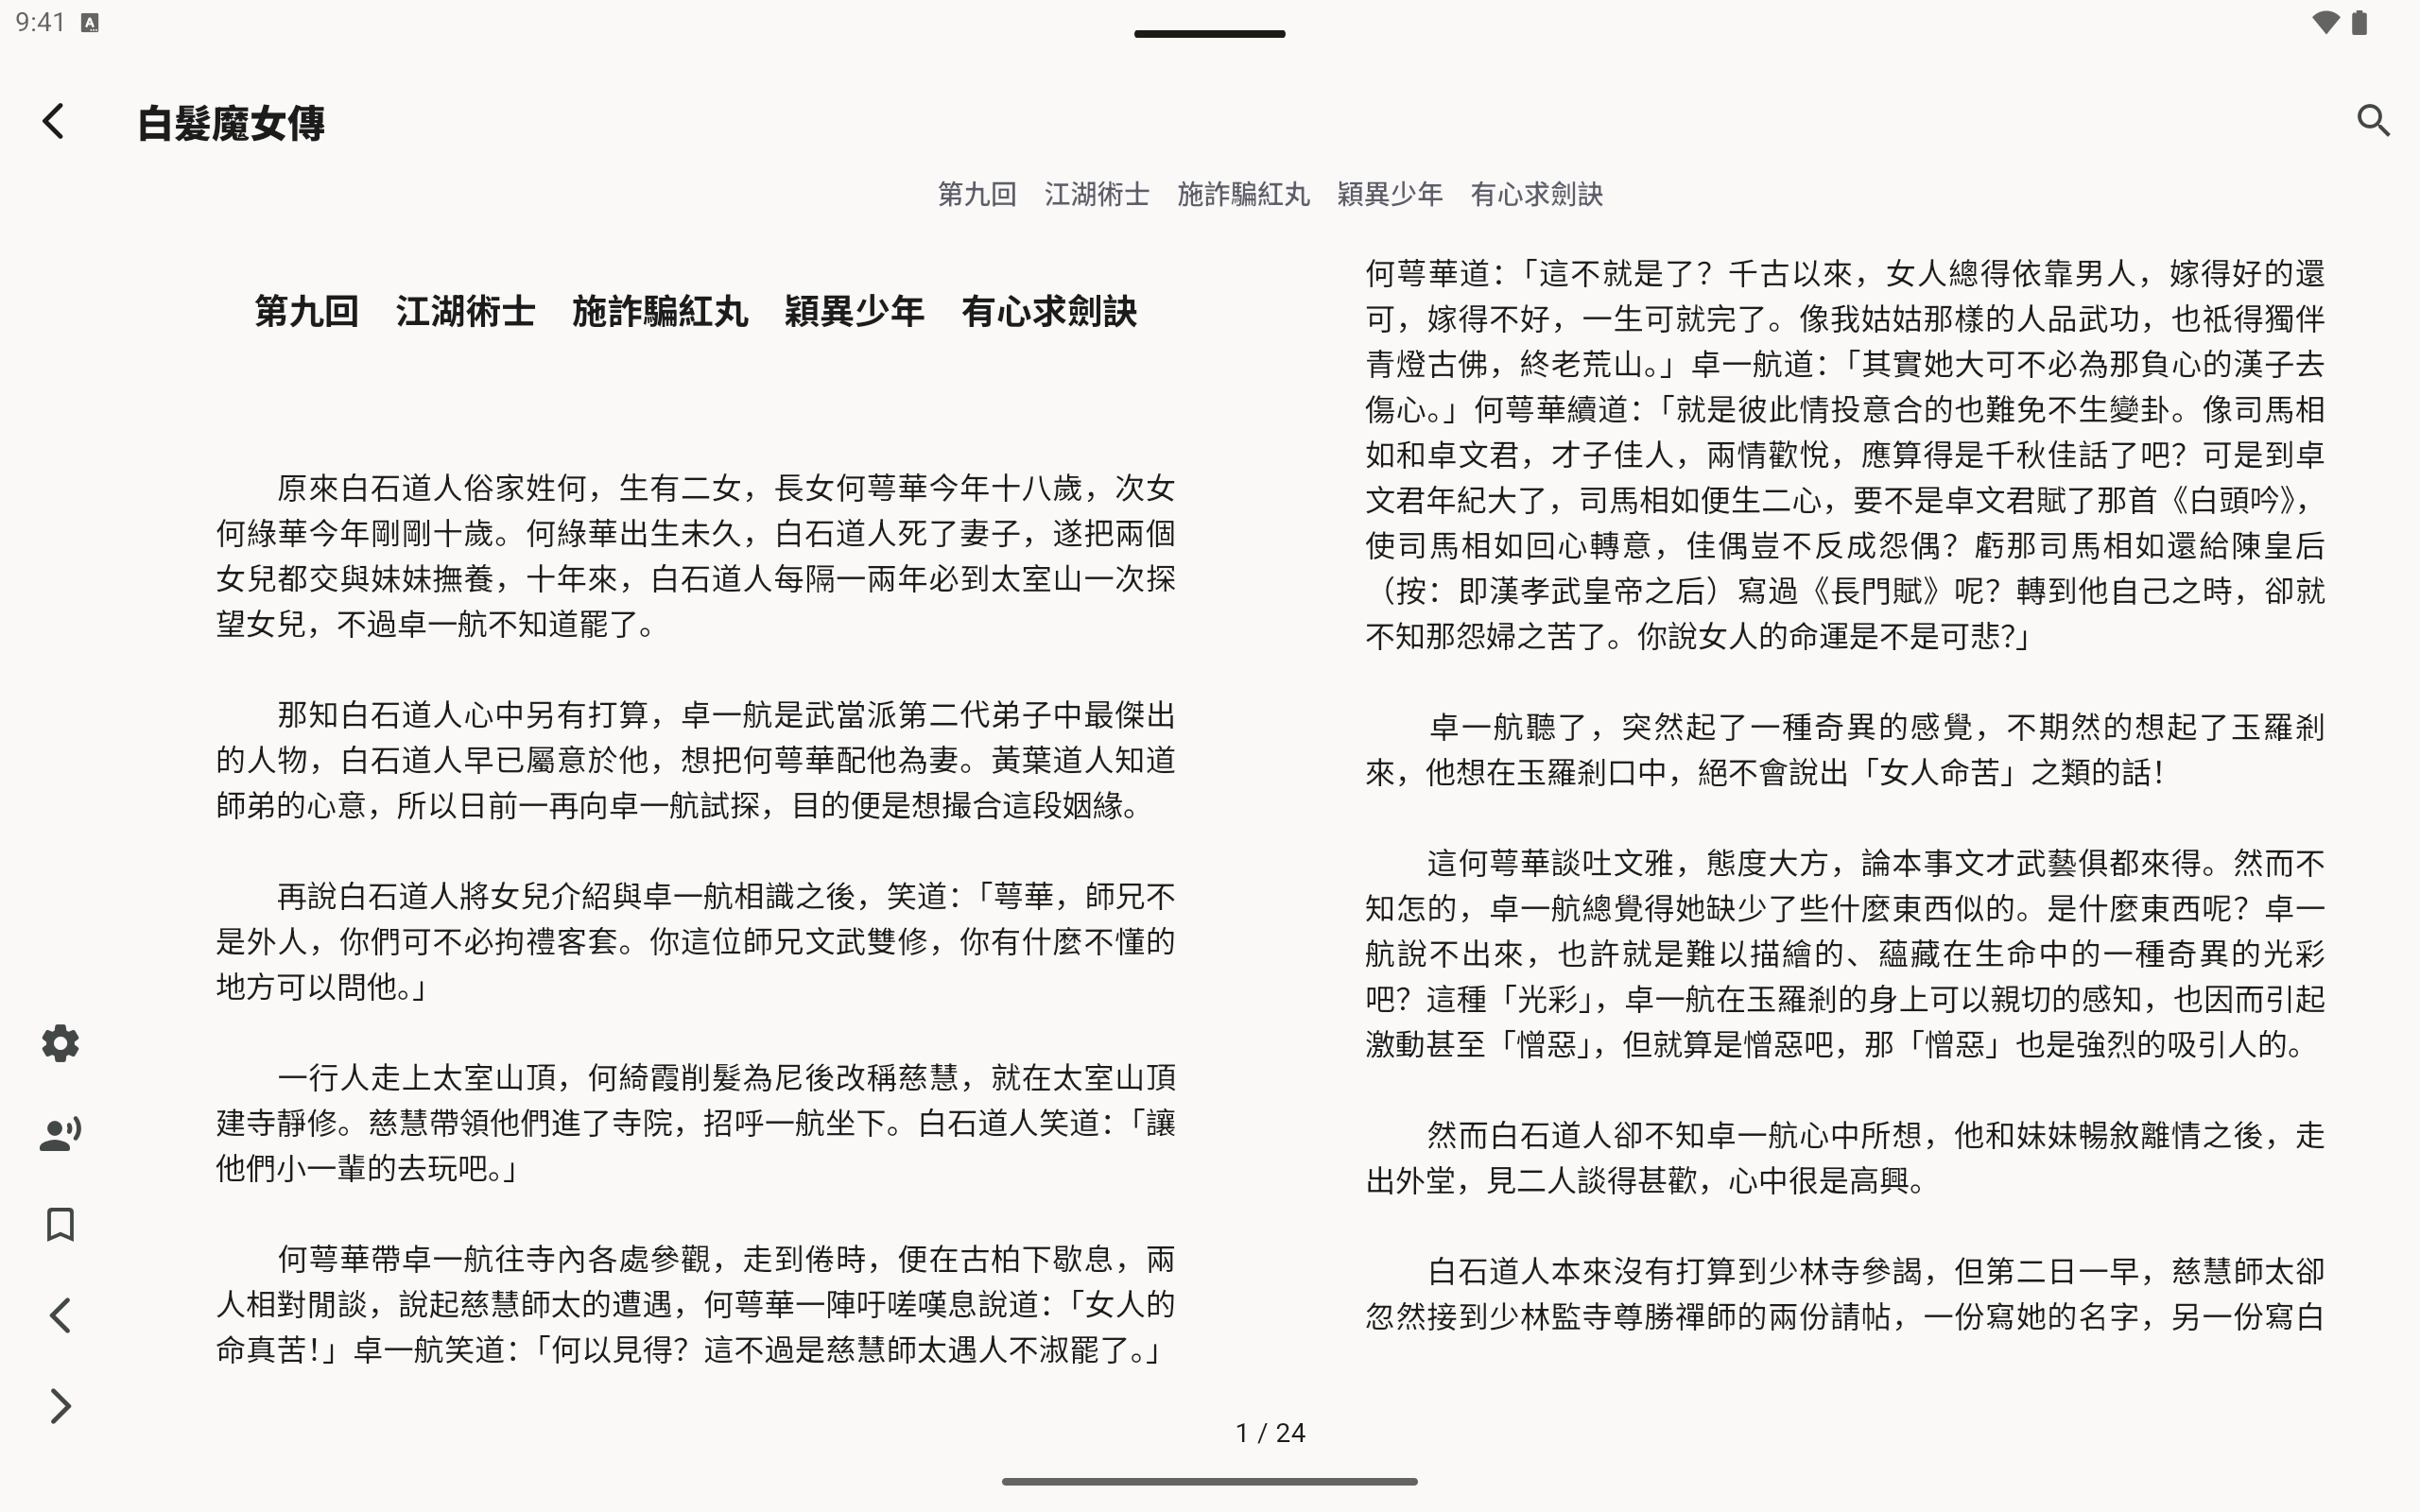 9:41
白髮魔女傳
第九回　江湖術士　施詐騙紅丸　穎異少年　有心求劍訣
第九回　江湖術士　施詐騙紅丸　穎異少年　有心求劍訣
原來白石道人俗家姓何，生有二女，長女何萼華今年十八歲，次女
何綠華今年剛剛十歲。何綠華出生未久，白石道人死了妻子，遂把兩個
女兒都交與妹妹撫養，十年來，白石道人每隔一兩年必到太室山一次探
望女兒，不過卓一航不知道罷了。
那知白石道人心中另有打算，卓一航是武當派第二代弟子中最傑出
的人物，白石道人早已屬意於他，想把何萼華配他為妻。黃葉道人知道
師弟的心意，所以日前一再向卓一航試探，目的便是想撮合這段姻緣。
再說白石道人將女兒介紹與卓一航相識之後，笑道：「萼華，師兄不
是外人，你們可不必拘禮客套。你這位師兄文武雙修，你有什麼不懂的
地方可以問他。」
一行人走上太室山頂，何綺霞削髮為尼後改稱慈慧，就在太室山頂
建寺靜修。慈慧帶領他們進了寺院，招呼一航坐下。白石道人笑道：「讓
他們小一輩的去玩吧。」
何萼華帶卓一航往寺內各處參觀，走到倦時，便在古柏下歇息，兩
人相對閒談，說起慈慧師太的遭遇，何萼華一陣吁嗟嘆息說道：「女人的
命真苦！」卓一航笑道：「何以見得？這不過是慈慧師太遇人不淑罷了。」
何萼華道：「這不就是了？千古以來，女人總得依靠男人，嫁得好的還
可，嫁得不好，一生可就完了。像我姑姑那樣的人品武功，也祗得獨伴
青燈古佛，終老荒山。」卓一航道：「其實她大可不必為那負心的漢子去
傷心。」何萼華續道：「就是彼此情投意合的也難免不生變卦。像司馬相
如和卓文君，才子佳人，兩情歡悅，應算得是千秋佳話了吧？可是到卓
文君年紀大了，司馬相如便生二心，要不是卓文君賦了那首《白頭吟》，
使司馬相如回心轉意，佳偶豈不反成怨偶？虧那司馬相如還給陳皇后
（按：即漢孝武皇帝之后）寫過《長門賦》呢？轉到他自己之時，卻就
不知那怨婦之苦了。你說女人的命運是不是可悲？」
卓一航聽了，突然起了一種奇異的感覺，不期然的想起了玉羅剎
來，他想在玉羅剎口中，絕不會說出「女人命苦」之類的話！
這何萼華談吐文雅，態度大方，論本事文才武藝俱都來得。然而不
知怎的，卓一航總覺得她缺少了些什麼東西似的。是什麼東西呢？卓一
航說不出來，也許就是難以描繪的、蘊藏在生命中的一種奇異的光彩
吧？這種「光彩」，卓一航在玉羅剎的身上可以親切的感知，也因而引起
激動甚至「憎惡」，但就算是憎惡吧，那「憎惡」也是強烈的吸引人的。
然而白石道人卻不知卓一航心中所想，他和妹妹暢敘離情之後，走
出外堂，見二人談得甚歡，心中很是高興。
白石道人本來沒有打算到少林寺參謁，但第二日一早，慈慧師太卻
忽然接到少林監寺尊勝禪師的兩份請帖，一份寫她的名字，另一份寫白
1 / 24